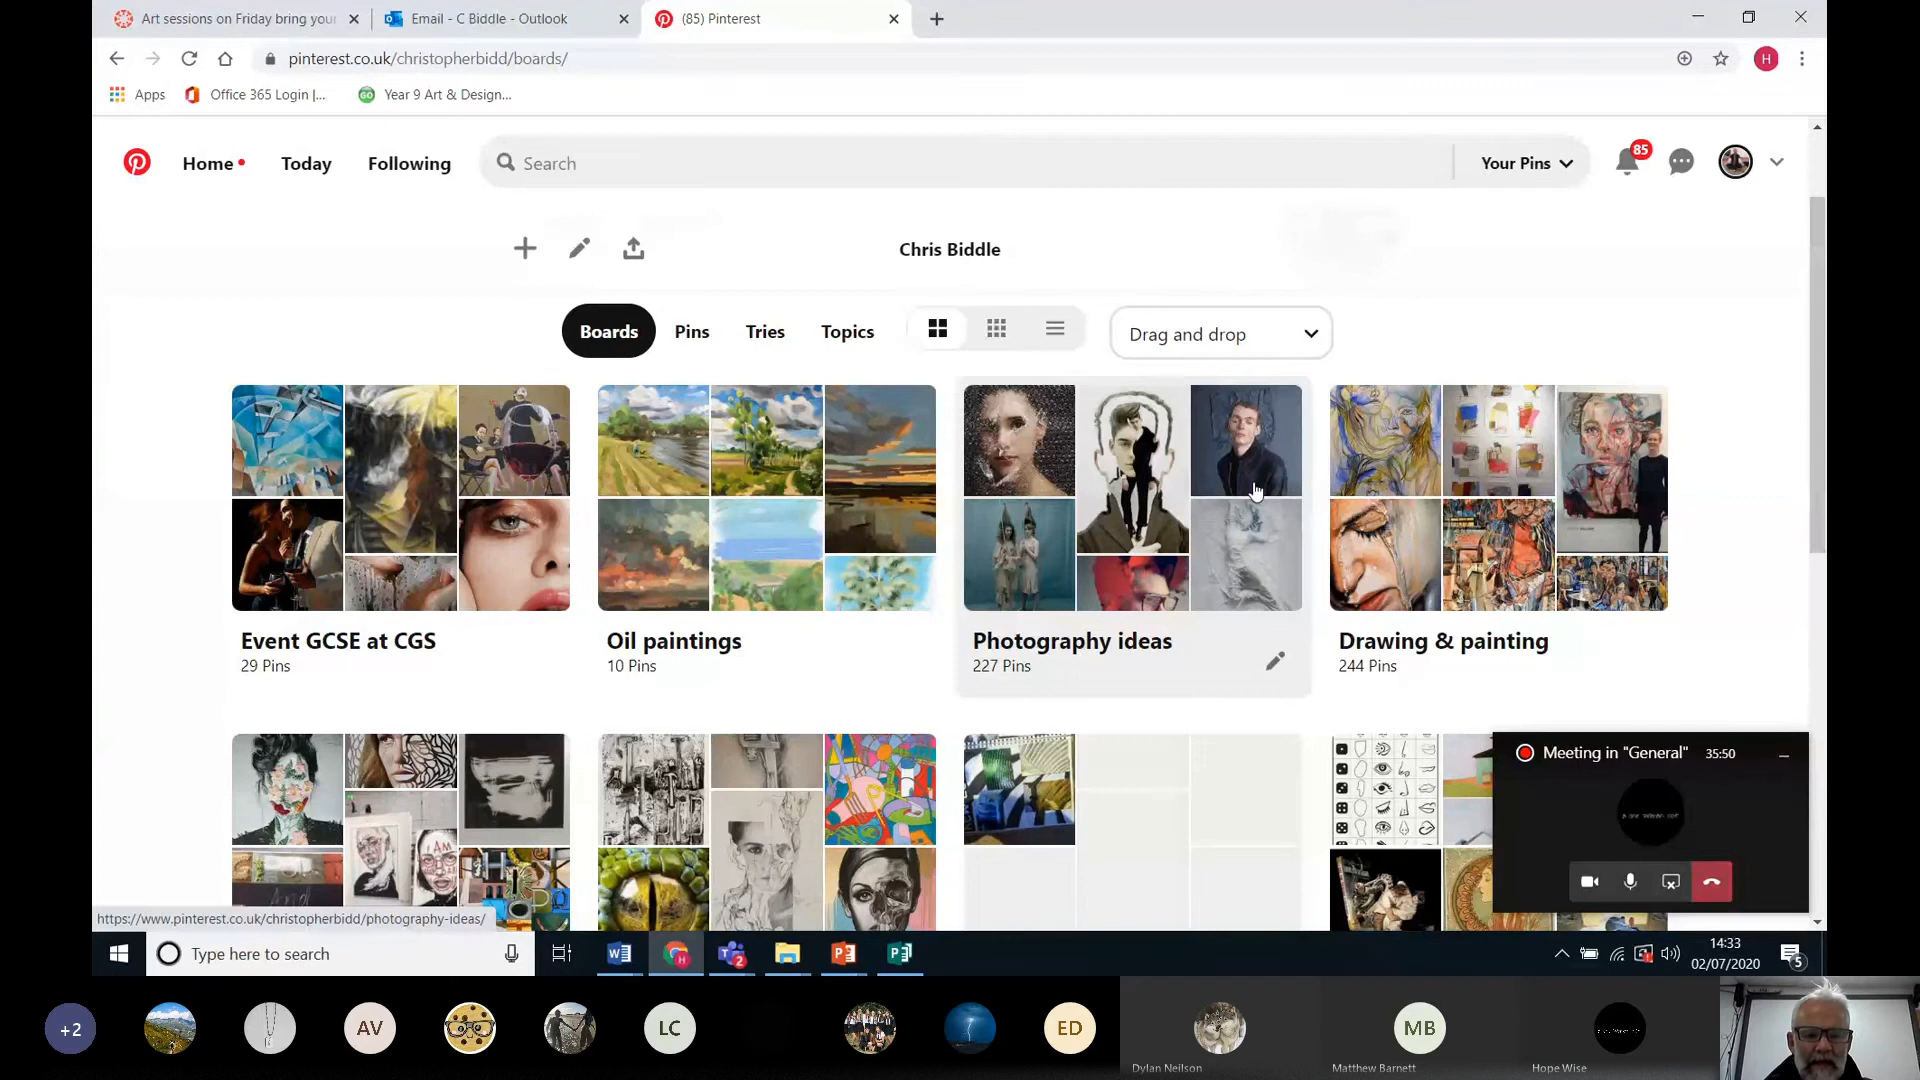 Art sessions on Friday bring your
Email - C Biddle - Outlook
(85) Pinterest
pinterest.co.uk/christopherbidd/boards/
H
Apps
Office 365 Login |...
GO
Year 9 Art & Design...
Home
Today
Following
Search
Your Pins
85
Chris Biddle
Boards
Pins
Tries
Topics
Drag and drop
Event GCSE at CGS
29 Pins
Oil paintings
10 Pins
Photography ideas
227 Pins
Drawing & painting
244 Pins
I AM
Meeting in "General"
35:50
https://www.pinterest.co.uk/christopherbidd/photography-ideas/
Type here to search
14:33
02/07/2020
5
+2
AV
LC
ED
Dylan Neilson
MB
Matthew Barnett
Hope Wise